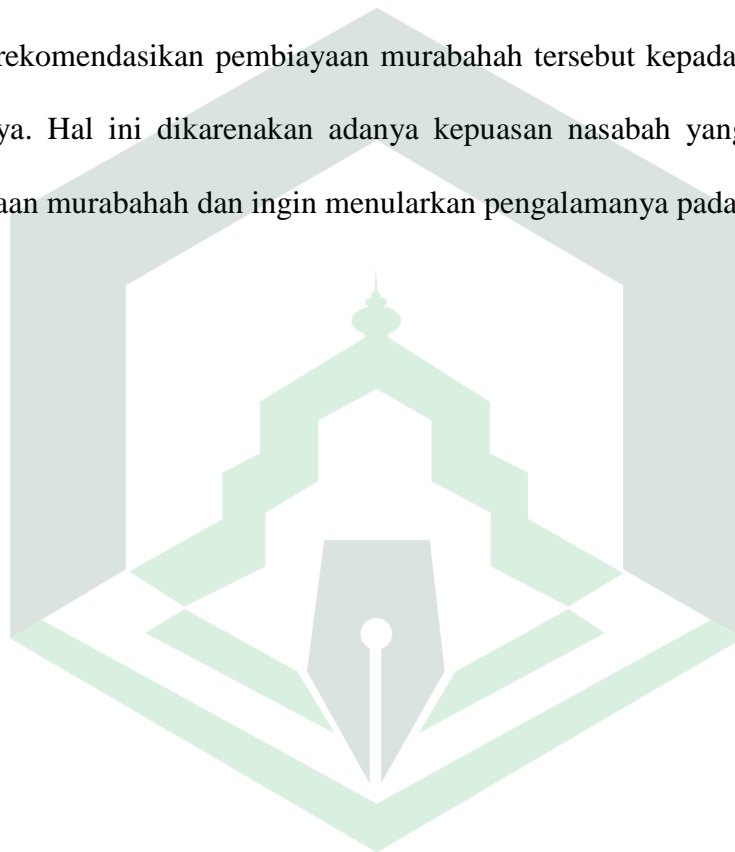 rekomendasikan pembiayaan murabahah tersebut kepada
ya. Hal ini dikarenakan adanya kepuasan nasabah yang
aan murabahah dan ingin menularkan pengalamanya pada